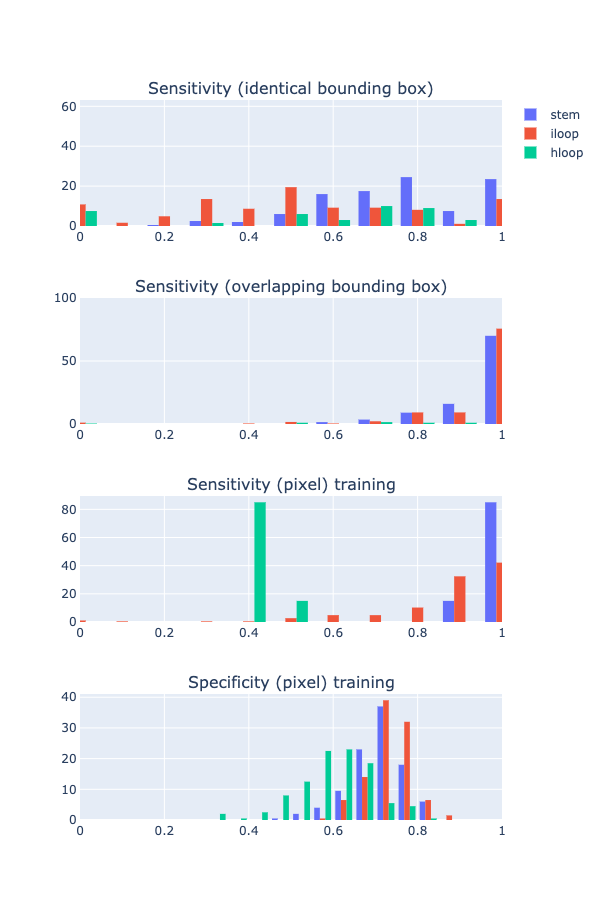 Sensitivity (identical bounding box)
60
40
20
0
0 0.2 0.4 0.6 0.8 1
stem
iloop
hloop
Sensitivity (overlapping bounding box)
100
50
0
0 0.2 0.4 0.6 0.8 1
Sensitivity (pixel) training
80
60
40
20
0
0 0.2 0.4 0.6 0.8 1
Specificity (pixel) training
40
30
20
10
0
0 0.2 0.4 0.6 0.8 1